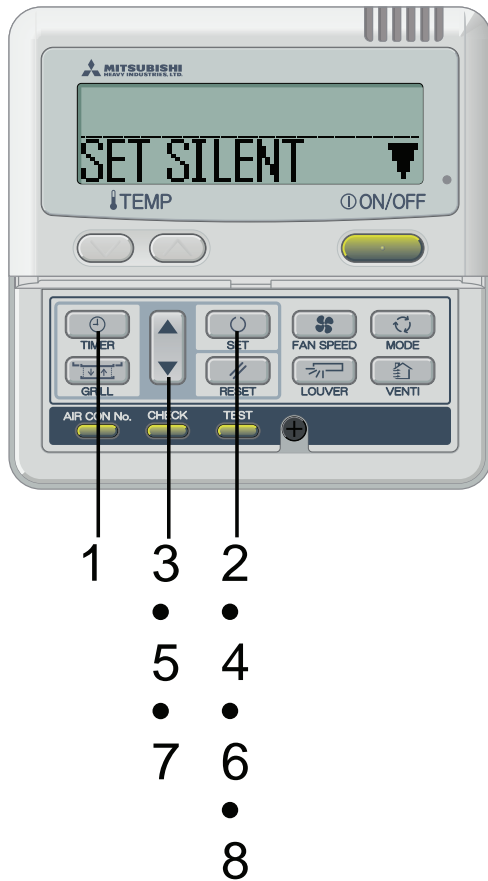 MITSUBISHI
HEAVY INDUSTRIES, LTD.
SET SILENT ▼
TEMP
ON/OFF
TIMER
SET
FAN SPEED
MODE
GRILL
RESET
LOUVER
VENTI
AIR CON No.
CHECK
TEST
1
3
2
•
•
5
4
•
•
7
6
•
8